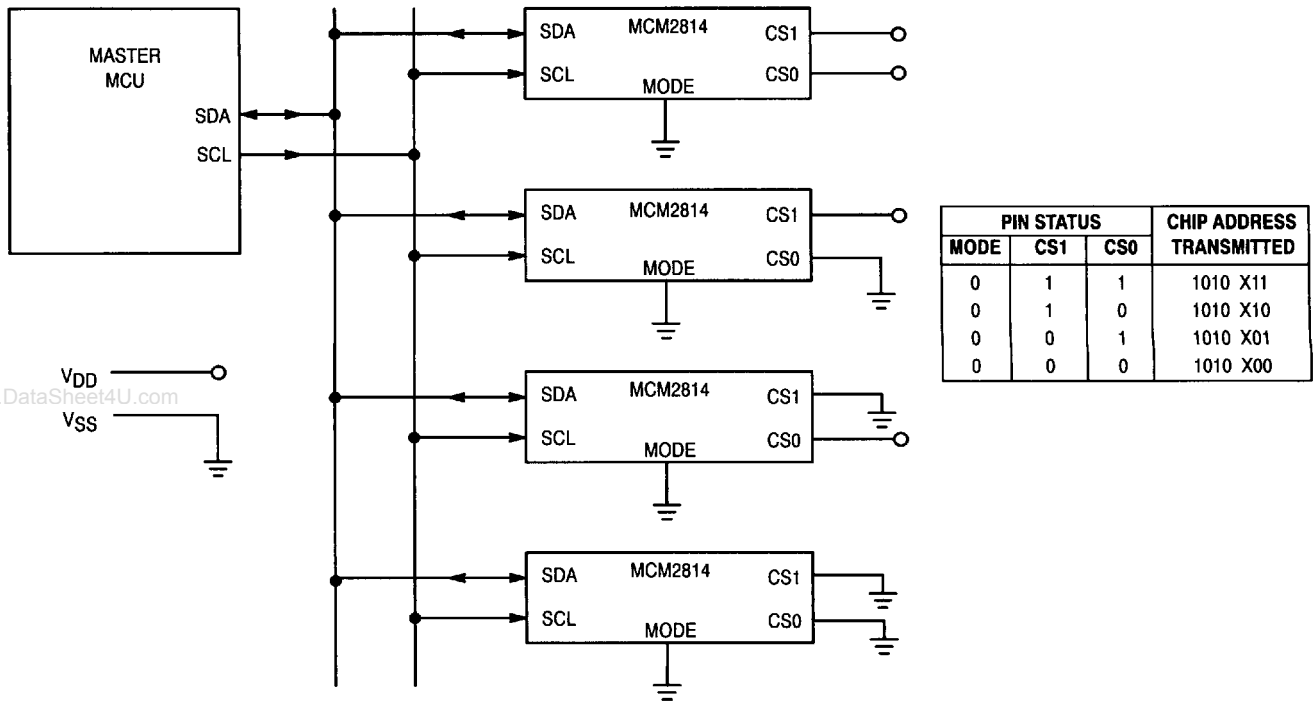 MASTER
MCU
SDA
SCL
SDA MCM2814 CS1
SCL CS0
MODE
SDA MCM2814 CS1
SCL CS0
MODE
PIN STATUS CHIP ADDRESS
MODE CS1 CS0 TRANSMITTED
0 1 1 1010 X11
0 1 0 1010 X10
0 0 1 1010 X01
0 0 0 1010 X00
VDD
.DataSheet4U.com
VSS
SDA MCM2814 CS1
SCL CS0
MODE
SDA MCM2814 CS1
SCL CS0
MODE